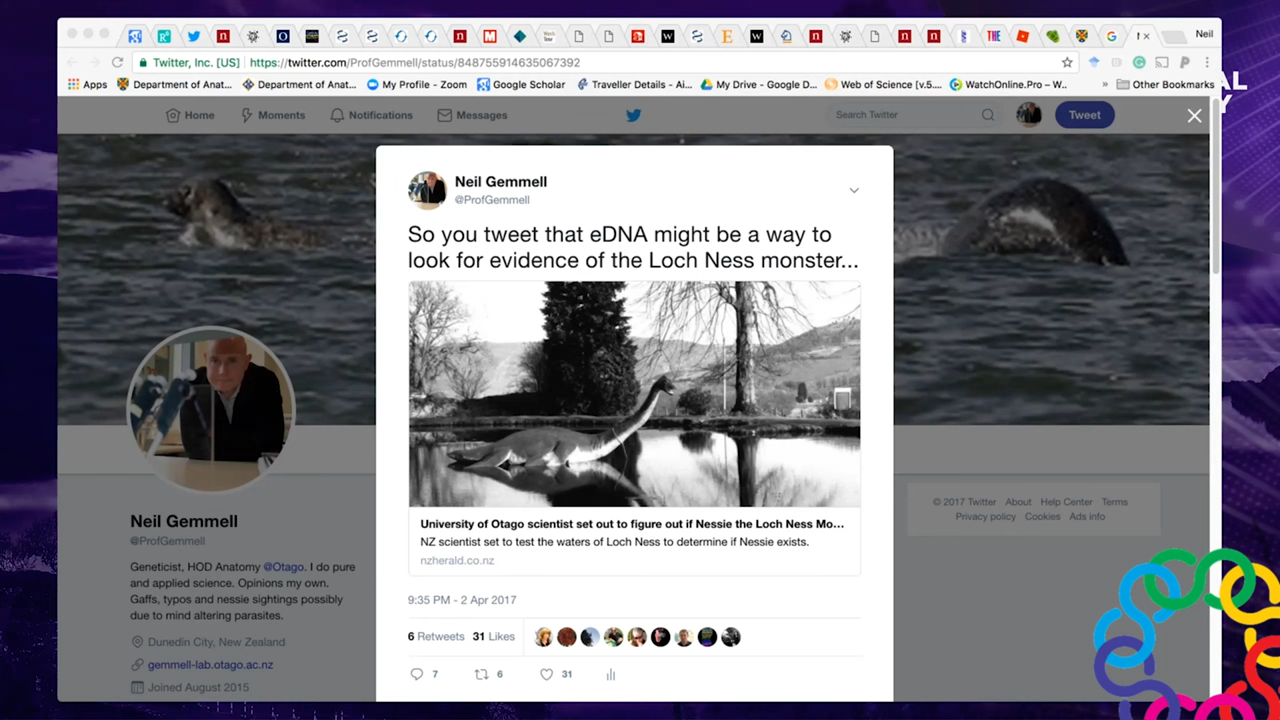 Neil
Twitter, Inc. [US]
https://twitter.com/ProfGemmell/status/848755914635067392
Apps
Department of Anat...
Department of Anat...
My Profile - Zoom
Google Scholar
Traveller Details - Ai...
My Drive - Google D...
Web of Science [v.5....
WatchOnline.Pro – W...
»
Other Bookmarks
AL
Y
Home
Moments
Notifications
Messages
Search Twitter
Tweet
Neil Gemmell
@ProfGemmell
So you tweet that eDNA might be a way to
look for evidence of the Loch Ness monster...
University of Otago scientist set out to figure out if Nessie the Loch Ness Mo...
NZ scientist set to test the waters of Loch Ness to determine if Nessie exists.
nzherald.co.nz
9:35 PM - 2 Apr 2017
6 Retweets 31 Likes
7
6
31
Neil Gemmell
@ProfGemmell
Geneticist, HOD Anatomy @Otago. I do pure
and applied science. Opinions my own.
Gaffs, typos and nessie sightings possibly
due to mind altering parasites.
Dunedin City, New Zealand
gemmell-lab.otago.ac.nz
Joined August 2015
© 2017 Twitter About Help Center Terms
Privacy policy Cookies Ads info